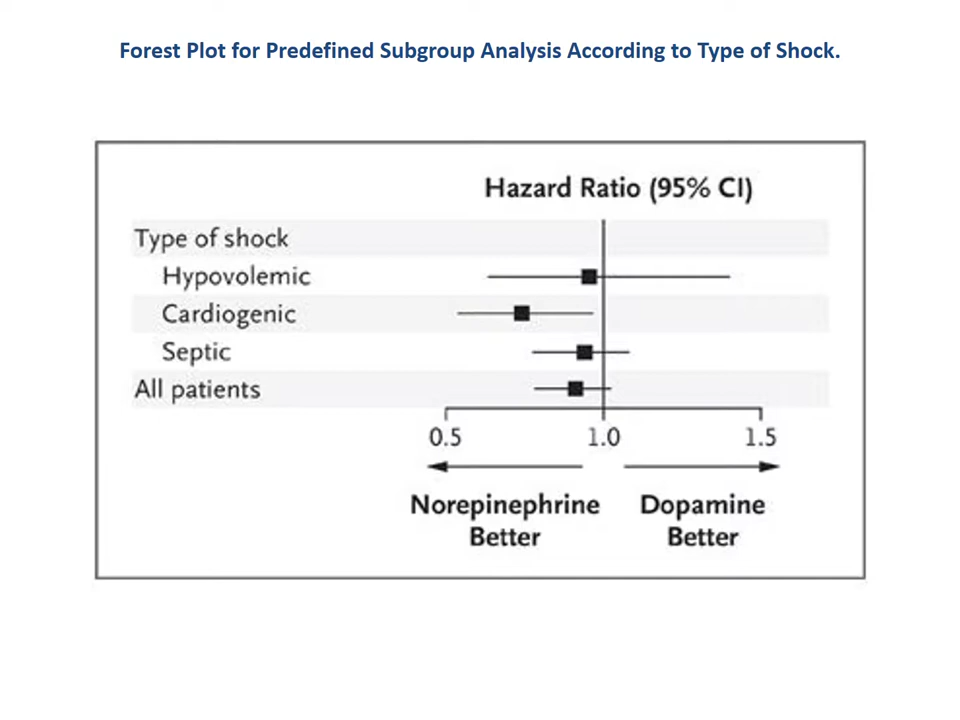 Forest Plot for Predefined Subgroup Analysis According to Type of Shock.
Hazard Ratio (95% CI)
Type of shock
Hypovolemic
Cardiogenic
Septic
All patients
0.5 1.0 1.5
Norepinephrine Better
Dopamine Better